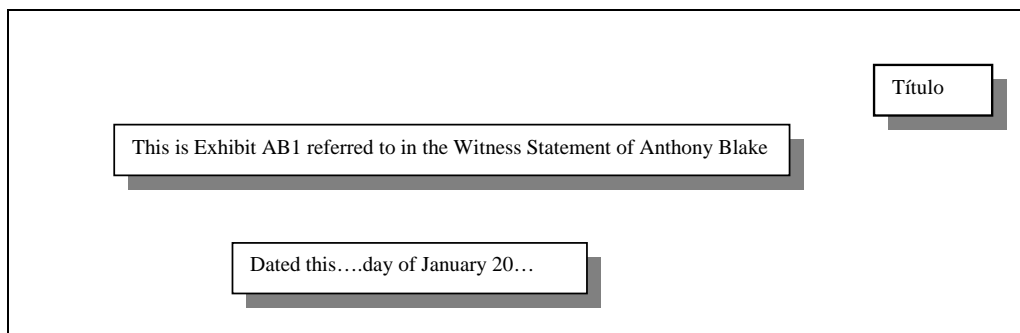 Título
This is Exhibit AB1 referred to in the Witness Statement of Anthony Blake
Dated this….day of January 20…